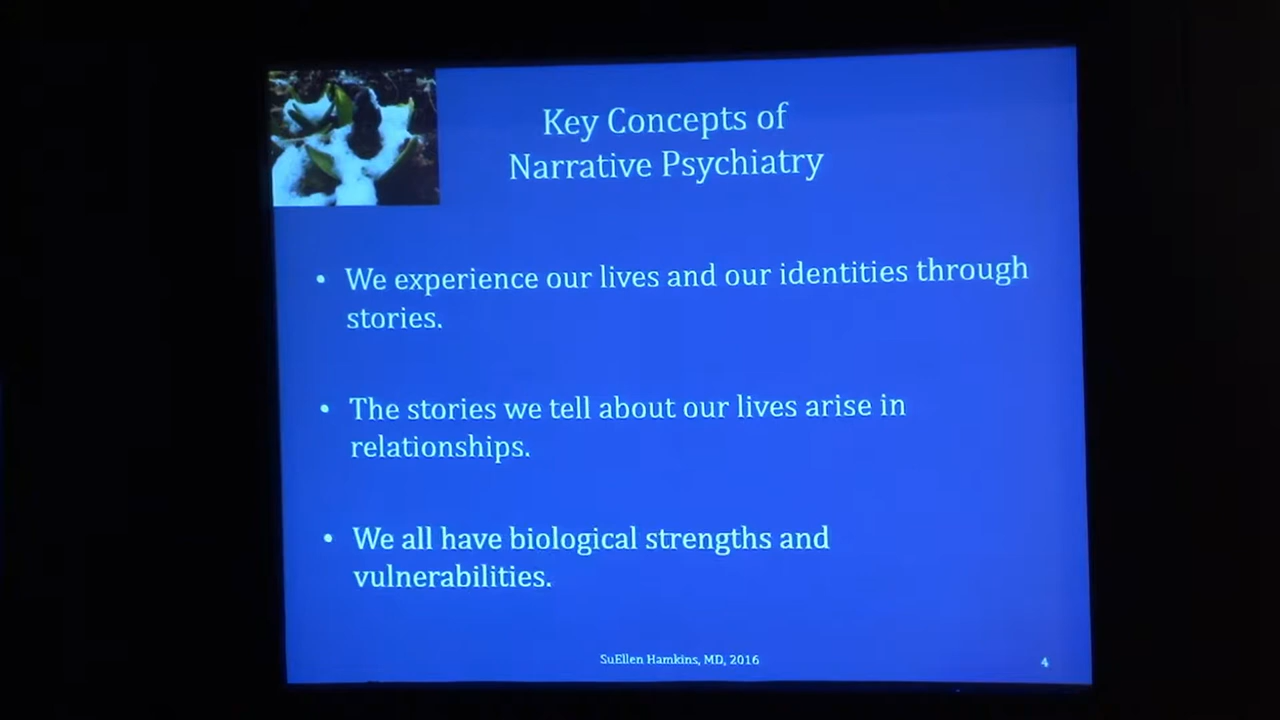 Key Concepts of
Narrative Psychiatry
• We experience our lives and our identities through
stories.
• The stories we tell about our lives arise in
relationships.
• We all have biological strengths and
vulnerabilities.
SuEllen Hamkins, MD, 2016
4